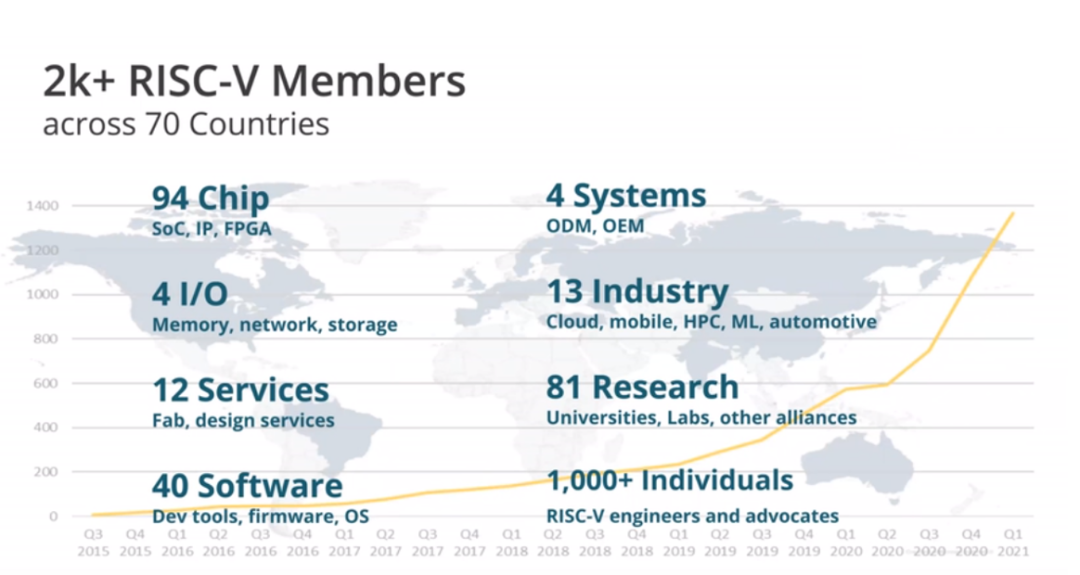 2k+ RISC-V Members
across 70 Countries
94 Chip
SoC, IP, FPGA
4 I/O
Memory, network, storage
12 Services
Fab, design services
40 Software
Dev tools, firmware, OS
4 Systems
ODM, OEM
13 Industry
Cloud, mobile, HPC, ML, automotive
81 Research
Universities, Labs, other alliances
1,000+ Individuals
RISC-V engineers and advocates
1400
1200
1000
800
600
400
200
0
Q3 Q4 Q1 Q2 Q3 Q4 Q1 Q2 Q3 Q4 Q1 Q2 Q3 Q4 Q1 Q2 Q3 Q4 Q1 Q2 Q3 Q4 Q1
2015 2015 2016 2016 2016 2016 2017 2017 2017 2017 2018 2018 2018 2018 2019 2019 2019 2019 2020 2020 2020 2020 2021